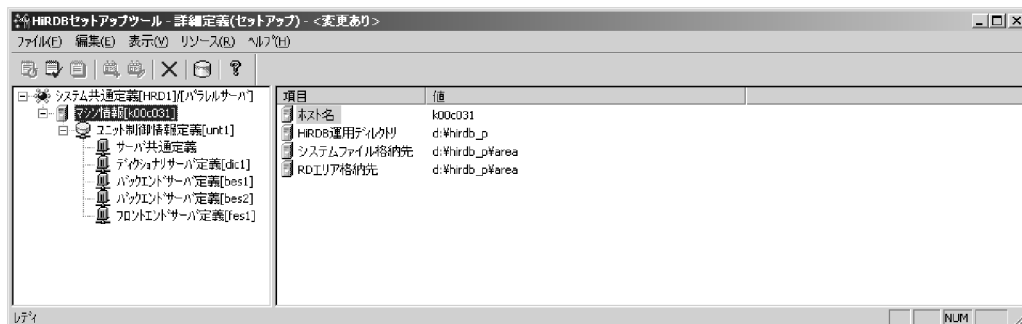 HiRDBセットアップツール - 詳細定義(セットアップ) - <変更あり>
ファイル(F) 編集(E) 表示(V) リソース(R) ヘルプ(H)
システム共通定義[HRD1]/[パラレルサーバ]
マシン情報[k00c031]
ユニット制御情報定義[unt1]
サーバ共通定義
ディクショナリサーバ定義[dic1]
バックエンドサーバ定義[bes1]
バックエンドサーバ定義[bes2]
フロントエンドサーバ定義[fes1]
項目 値
ホスト名 k00c031
HiRDB運用ディレクトリ d:¥hirdb_p
システムファイル格納先 d:¥hirdb_p¥area
RDエリア格納先 d:¥hirdb_p¥area
レディ NUM